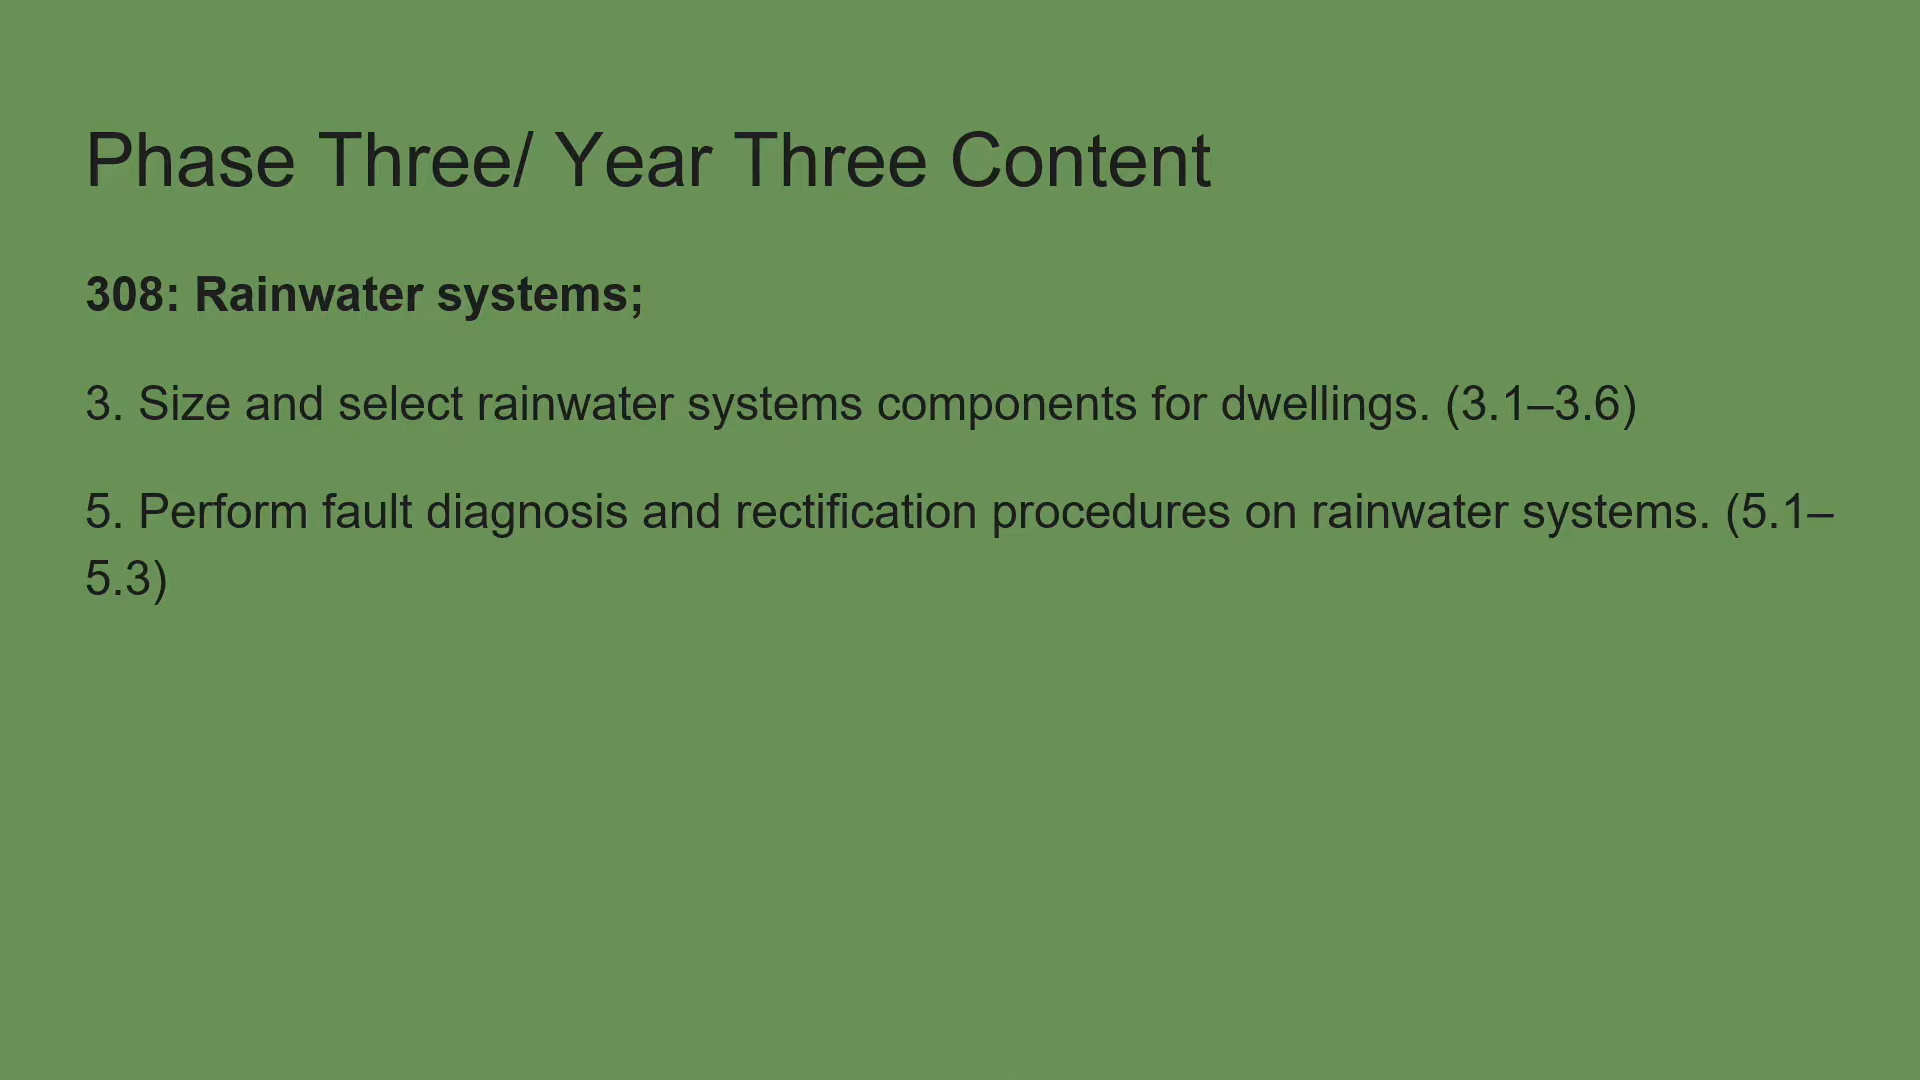 Phase Three/ Year Three Content
308: Rainwater systems;
3. Size and select rainwater systems components for dwellings. (3.1–3.6)
5. Perform fault diagnosis and rectification procedures on rainwater systems. (5.1–
5.3)